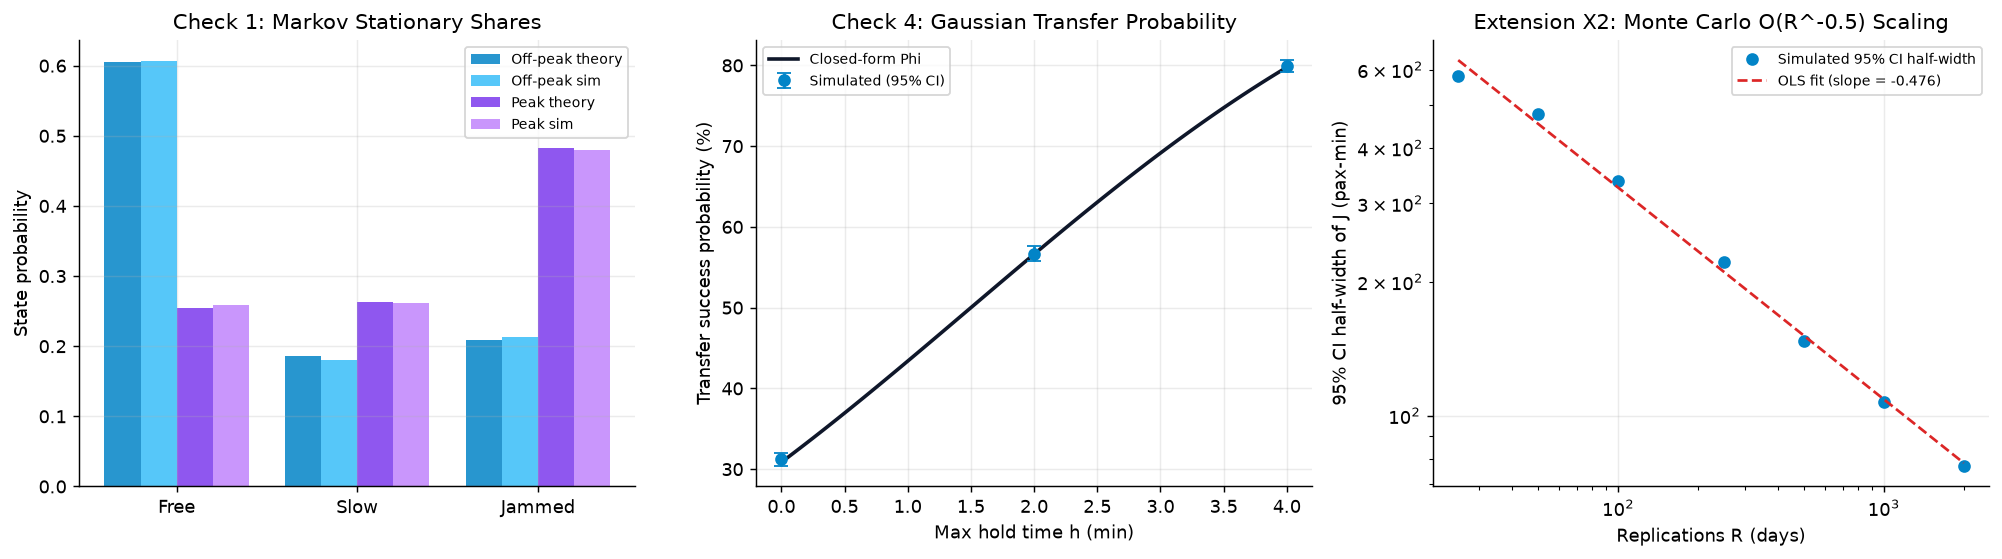 Check 1: Markov Stationary Shares
State probability
0.6
0.5
0.4
0.3
0.2
0.1
0.0
Off-peak theory
Off-peak sim
Peak theory
Peak sim
Free Slow Jammed
Check 4: Gaussian Transfer Probability
Transfer success probability (%)
80
70
60
50
40
30
Closed-form Phi
Simulated (95% CI)
0.0 0.5 1.0 1.5 2.0 2.5 3.0 3.5 4.0
Max hold time h (min)
Extension X2: Monte Carlo O(R^-0.5) Scaling
95% CI half-width of J (pax-min)
6 × 10²
4 × 10²
3 × 10²
2 × 10²
10²
Simulated 95% CI half-width
OLS fit (slope = -0.476)
10² 10³
Replications R (days)